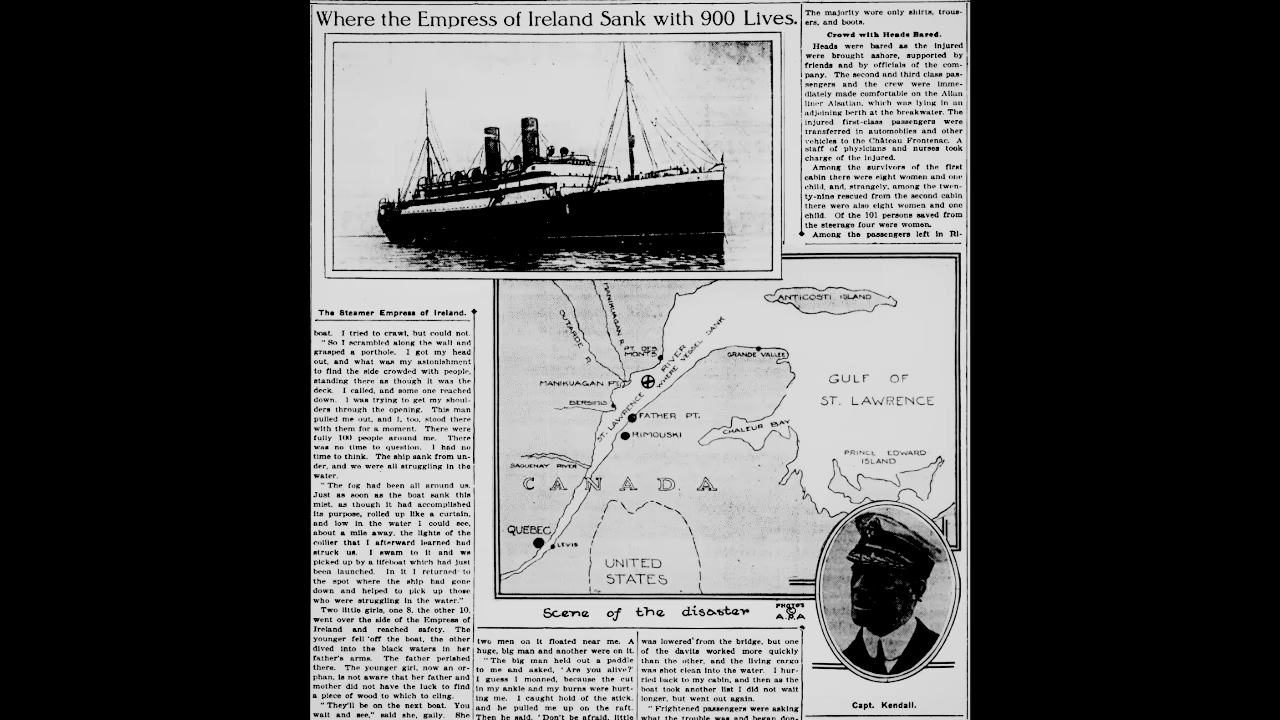 Where the Empress of Ireland Sank with 900 Lives.
The Steamer Empress of Ireland.
boat. I tried to crawl, but could not.
"So I scrambled along the wall and
grasped a porthole. I got my head
out, and what was my astonishment
to find the side crowded with people,
standing there as though it was the
deck. I called, and some one reached
down. I was trying to get my shoul-
ders through the opening. This man
pulled me out, and I, too, stood there
with them for a moment. There were
fully 100 people around me. There
was no time to question. I had no
time to think. The ship sank from un-
der, and we were all struggling in the
water.
"The fog had been all around us.
Just as soon as the boat sank this
mist, as though it had accomplished
its purpose, rolled up like a curtain,
and low in the water I could see,
about a mile away, the lights of the
collier that I afterward learned had
struck us. I swam to it and was
picked up by a lifeboat which had just
been launched. In it I returned to
the spot where the ship had gone
down and helped to pick up those
who were struggling in the water."
Two little girls, one 8, the other 10,
went over the side of the Empress of
Ireland and reached safety. The
younger fell off the boat, the other
dived into the black waters in her
father's arms. The father perished
there. The younger girl, now an or-
phan, is not aware that her father and
mother did not have the luck to find
a piece of wood to which to cling.
"They'll be on the next boat. You
wait and see," said she, gaily. She
two men on it floated near me. A
huge, big man and another were on it.
"The big man held out a paddle
to me and asked, 'Are you alive?'
I guess I moaned, because the cut
in my ankle and my burns were hurt-
ing me. I caught hold of the stick,
and he pulled me up on the raft.
Then he said, 'Don't be afraid, little
was lowered from the bridge, but one
of the davits worked more quickly
than the other, and the living cargo
was shot clean into the water. I hur-
ried back to my cabin, and then as the
boat took another list I did not wait
longer, but went out again.
"Frightened passengers were asking
what the trouble was and began don-
The majority wore only shirts, trous-
ers, and boots.
Crowd with Heads Bared.
Heads were bared as the injured
were brought ashore, supported by
friends and by officials of the com-
pany. The second and third class pas-
sengers and the crew were imme-
diately made comfortable on the Allan
liner Alsatian, which was lying in an
adjoining berth at the breakwater. The
injured first-class passengers were
transferred in automobiles and other
vehicles to the Château Frontenac. A
staff of physicians and nurses took
charge of the injured.
Among the survivors of the first
cabin there were eight women and one
child, and, strangely, among the twen-
ty-nine rescued from the second cabin
there were also eight women and one
child. Of the 101 persons saved from
the steerage four were women.
Among the passengers left in Ri-
ANTICOSTI ISLAND
OUTARDE R.
MANIKUAGAN R.
PT. DES
MONTS
WHERE VESSEL SANK
GRANDE VALLEE
MANIKUAGAN PT.
BERSIMIS
ST. LAWRENCE RIVER
FATHER PT.
RIMOUSKI
CHALEUR BAY
GULF OF
ST. LAWRENCE
PRINCE EDWARD
ISLAND
SAGUENAY RIVER
CANADA
QUEBEC
LEVIS
UNITED
STATES
Scene of the disaster
PHOTO'S
©
A.P.A
Capt. Kendall.